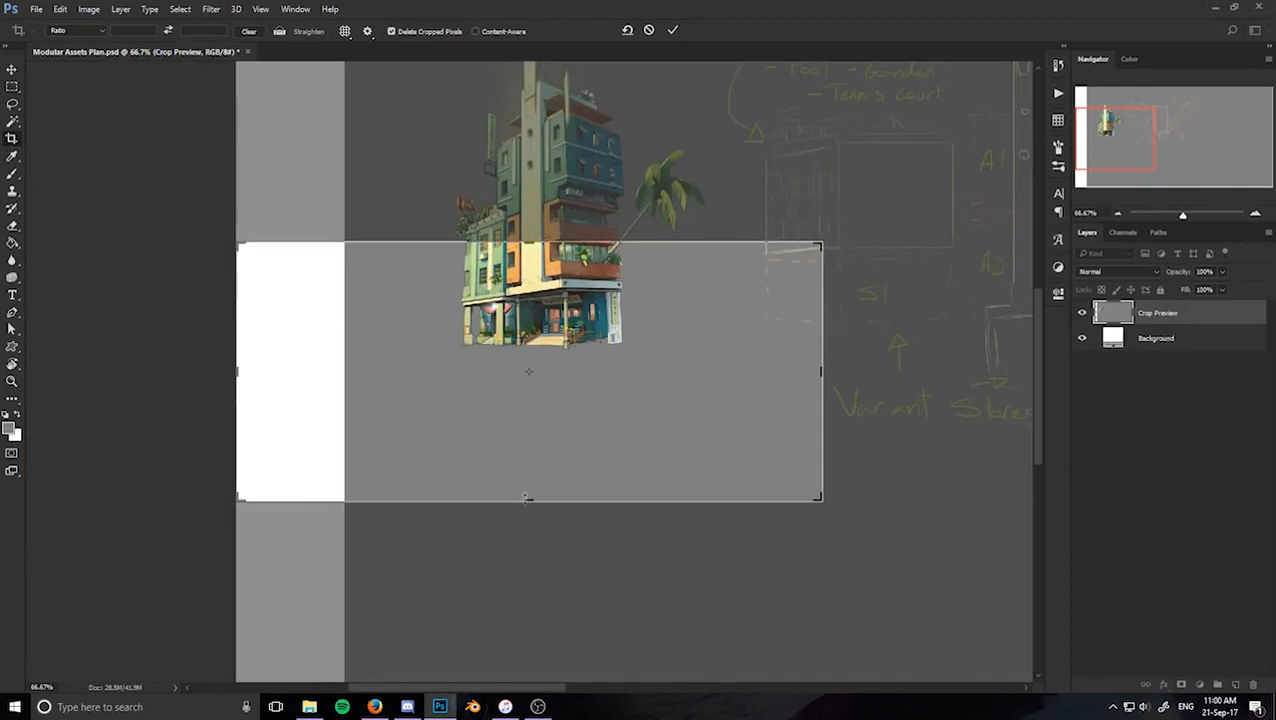 Ps File Edit Image Layer Type Select Filter 3D View Window Help
Ratio Clear Straighten Delete Cropped Pixels Content-Aware
Modular Assets Plan.psd @ 66.7% (Crop Preview, RGB/8#) *
Navigator Color
- Pool - Garden
- Tennis court
A1
A2
S1
Variant Stores
66.67%
Layers Channels Paths
Kind
Normal Opacity: 100%
Lock: Fill: 100%
Crop Preview
Background
66.67% Doc: 28.5M/41.9M
Type here to search
Ps
ENG
11:00 AM
21-Sep-17